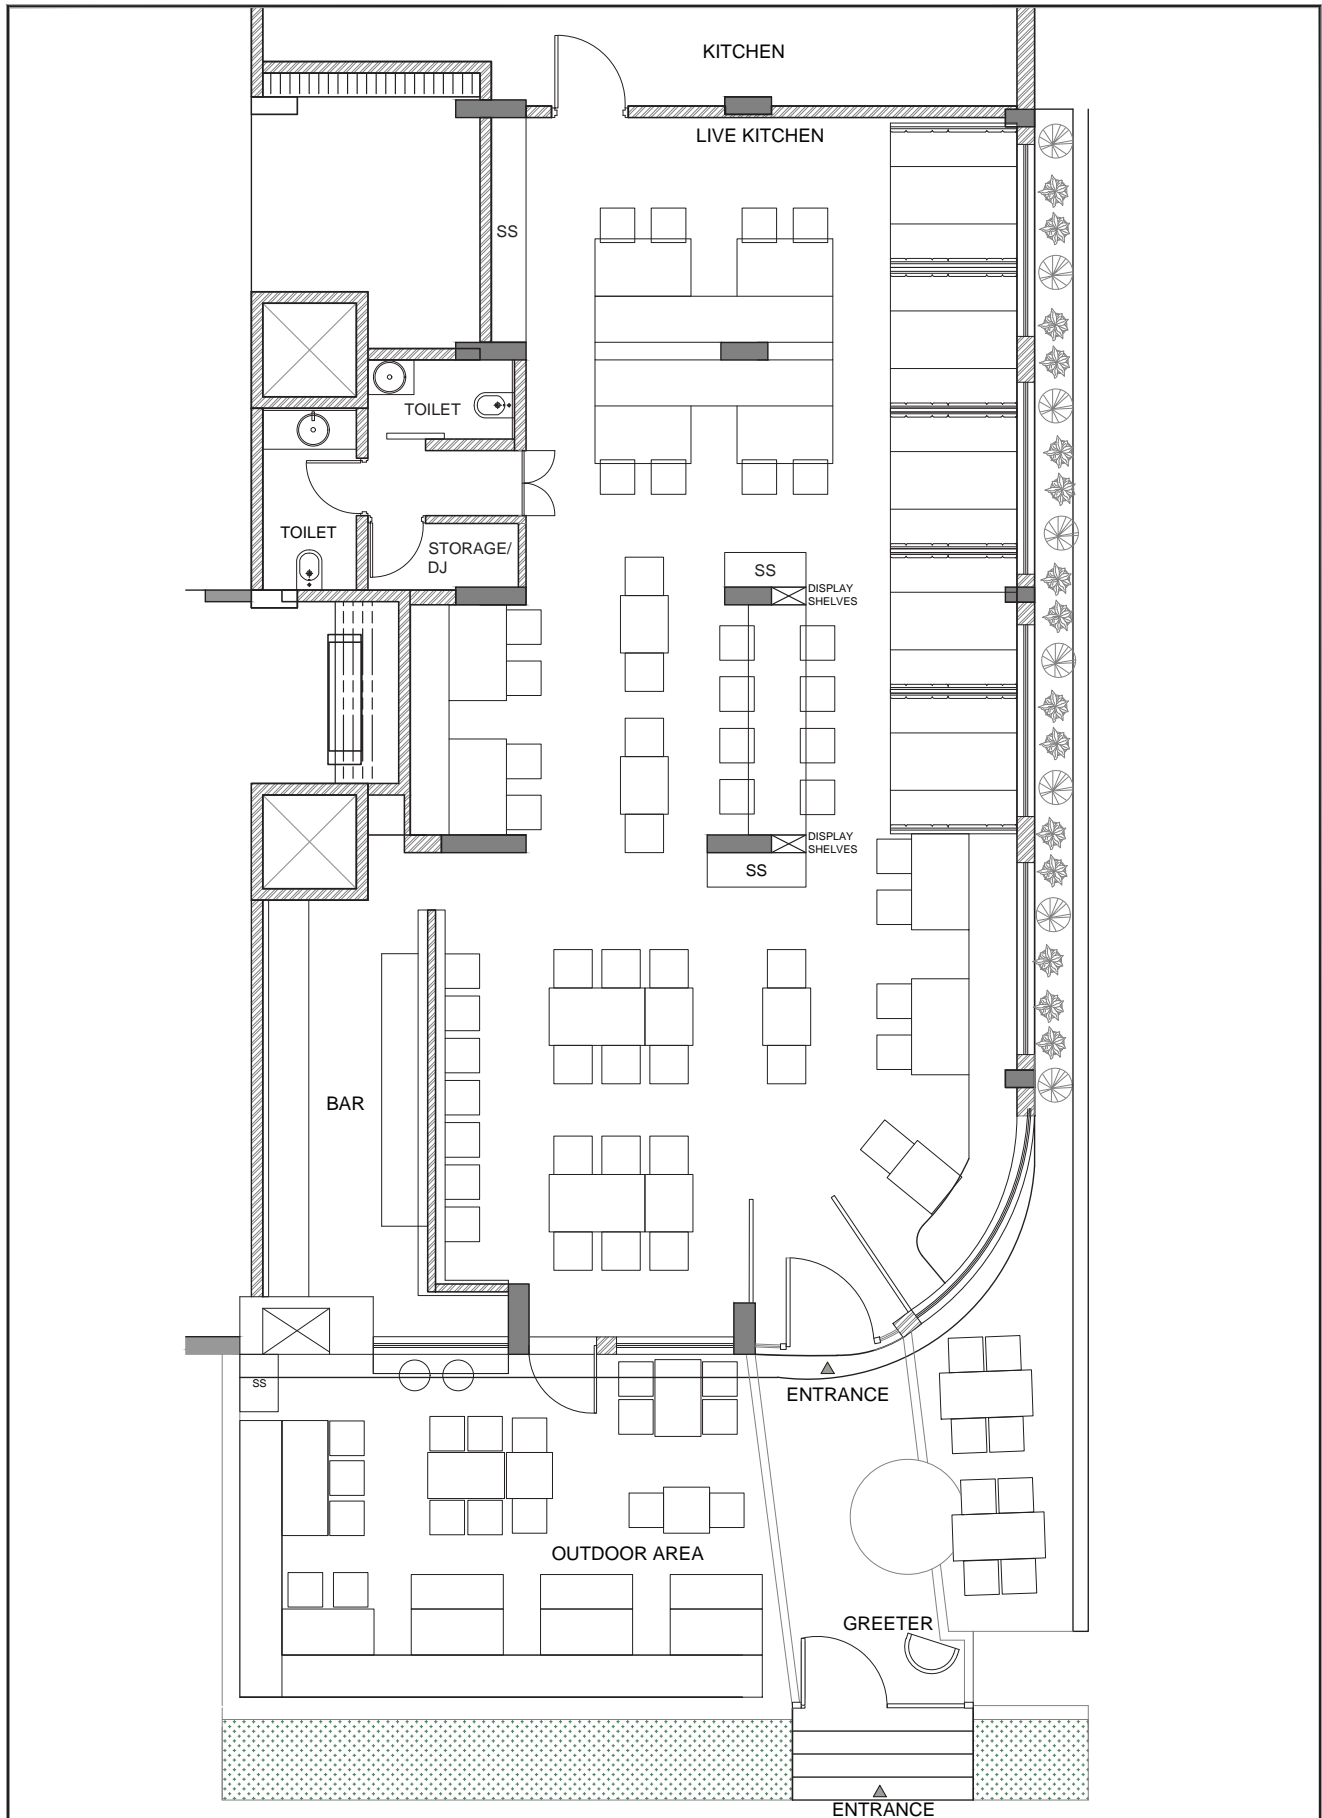 KITCHEN
LIVE KITCHEN
SS
TOILET
TOILET
STORAGE/
DJ
SS
DISPLAY
SHELVES
DISPLAY
SHELVES
SS
BAR
SS
ENTRANCE
OUTDOOR AREA
GREETER
ENTRANCE